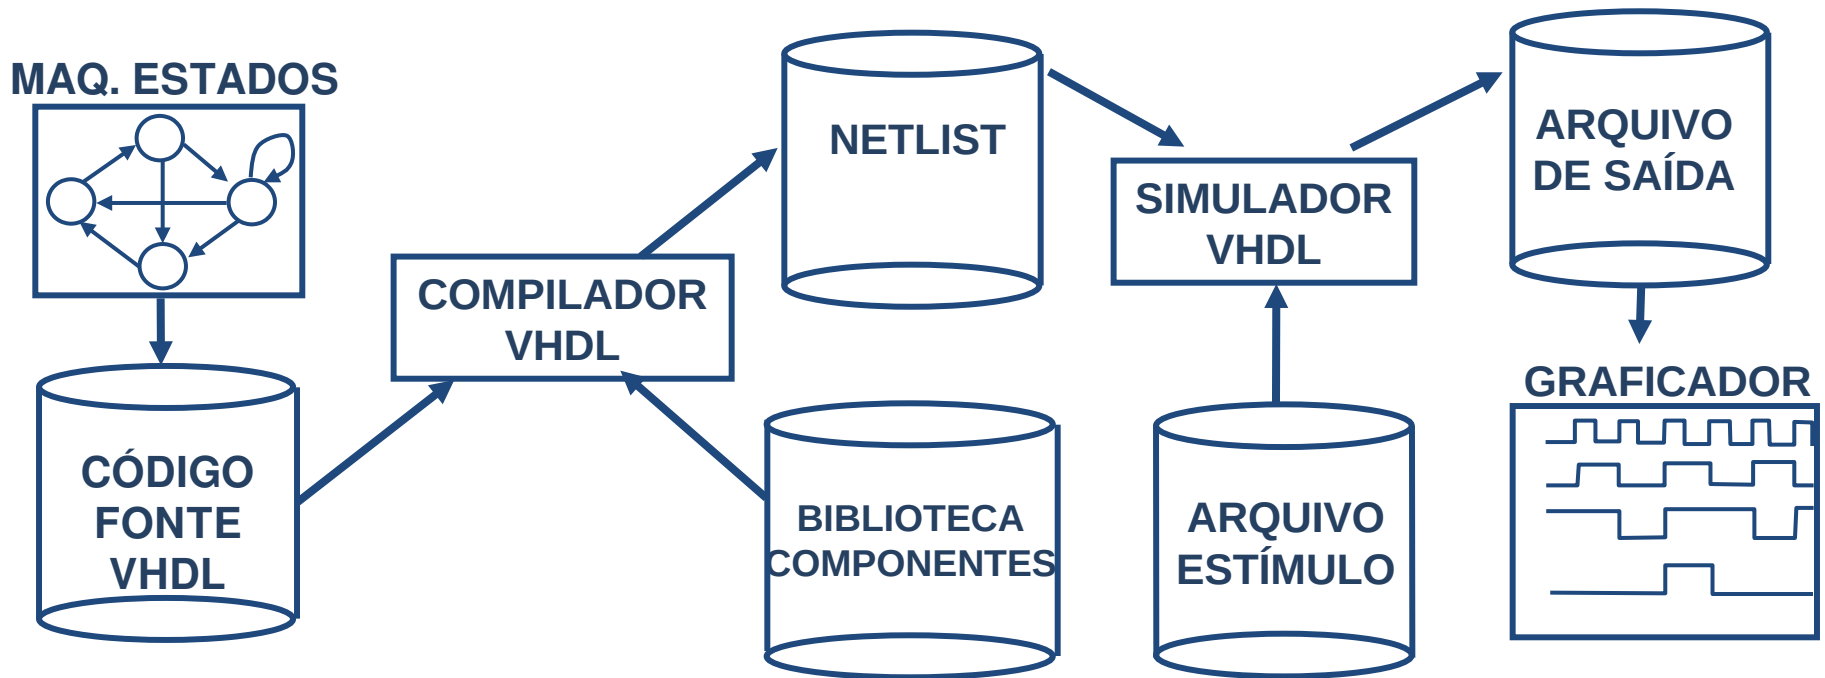 MAQ. ESTADOS
CÓDIGO
FONTE
VHDL
COMPILADOR
VHDL
BIBLIOTECA
COMPONENTES
NETLIST
SIMULADOR
VHDL
ARQUIVO
ESTÍMULO
ARQUIVO
DE SAÍDA
GRAFICADOR